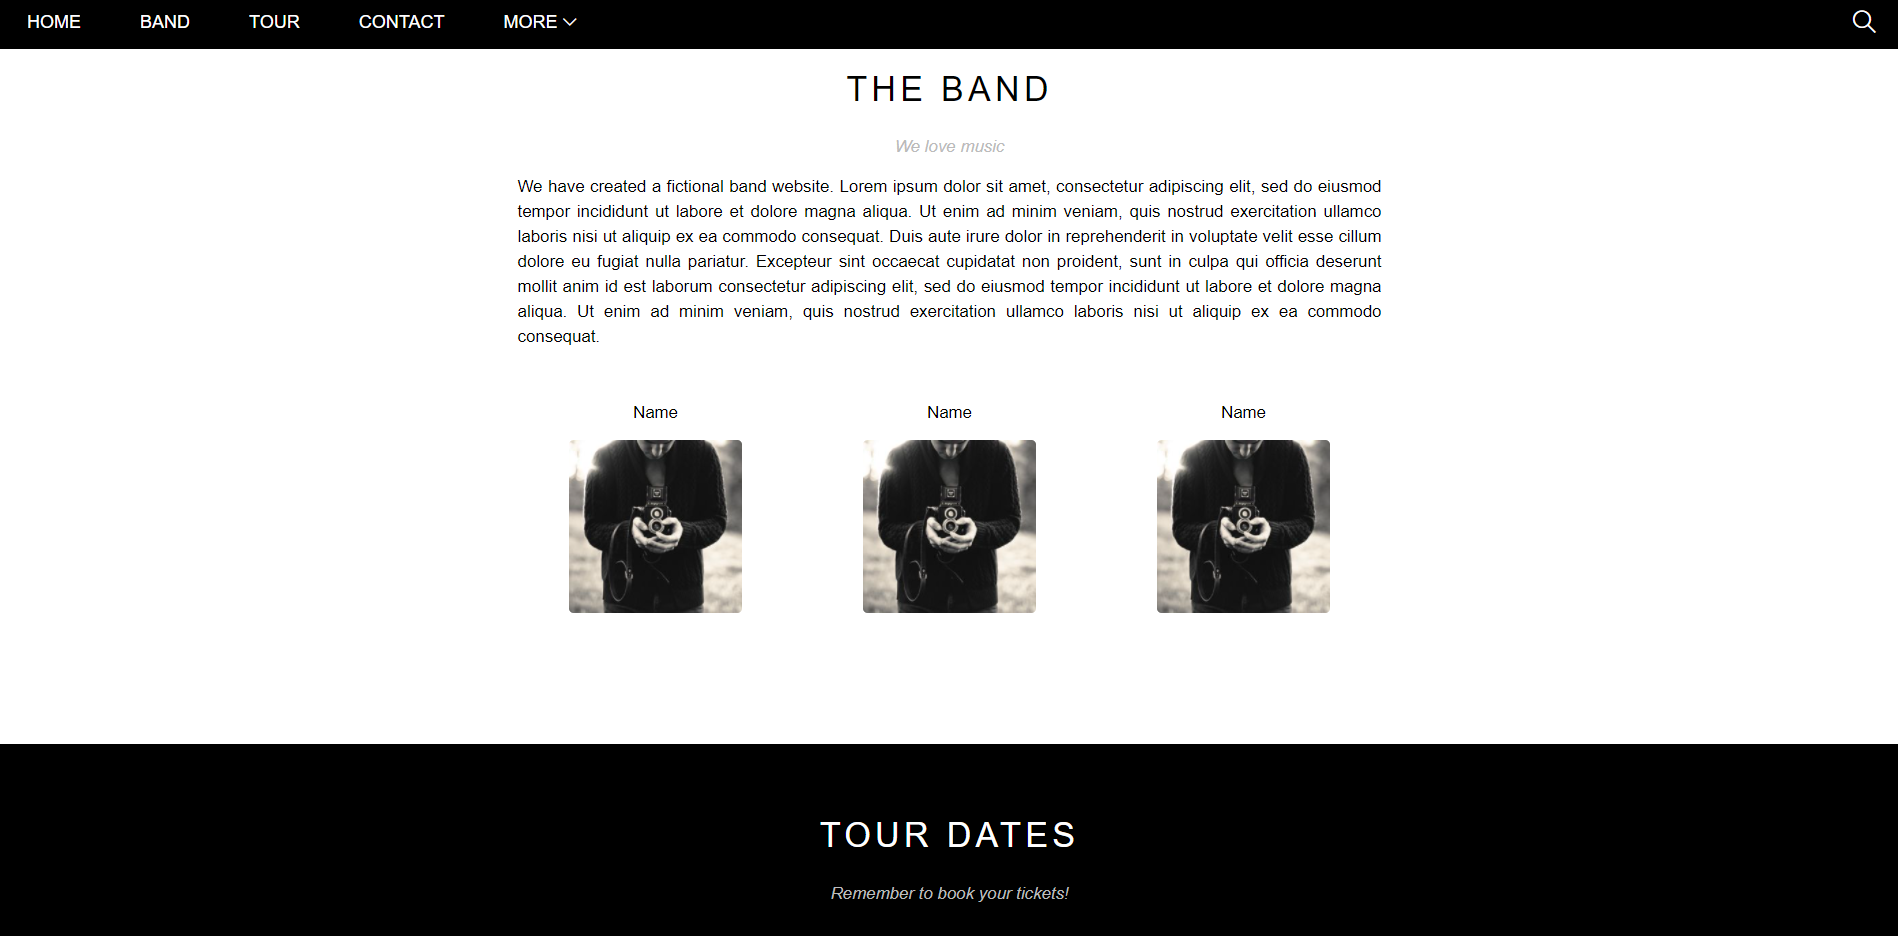 HOME BAND TOUR CONTACT MORE
THE BAND
We love music
We have created a fictional band website. Lorem ipsum dolor sit amet, consectetur adipiscing elit, sed do eiusmod
tempor incididunt ut labore et dolore magna aliqua. Ut enim ad minim veniam, quis nostrud exercitation ullamco
laboris nisi ut aliquip ex ea commodo consequat. Duis aute irure dolor in reprehenderit in voluptate velit esse cillum
dolore eu fugiat nulla pariatur. Excepteur sint occaecat cupidatat non proident, sunt in culpa qui officia deserunt
mollit anim id est laborum consectetur adipiscing elit, sed do eiusmod tempor incididunt ut labore et dolore magna
aliqua. Ut enim ad minim veniam, quis nostrud exercitation ullamco laboris nisi ut aliquip ex ea commodo
consequat.
Name Name Name
TOUR DATES
Remember to book your tickets!